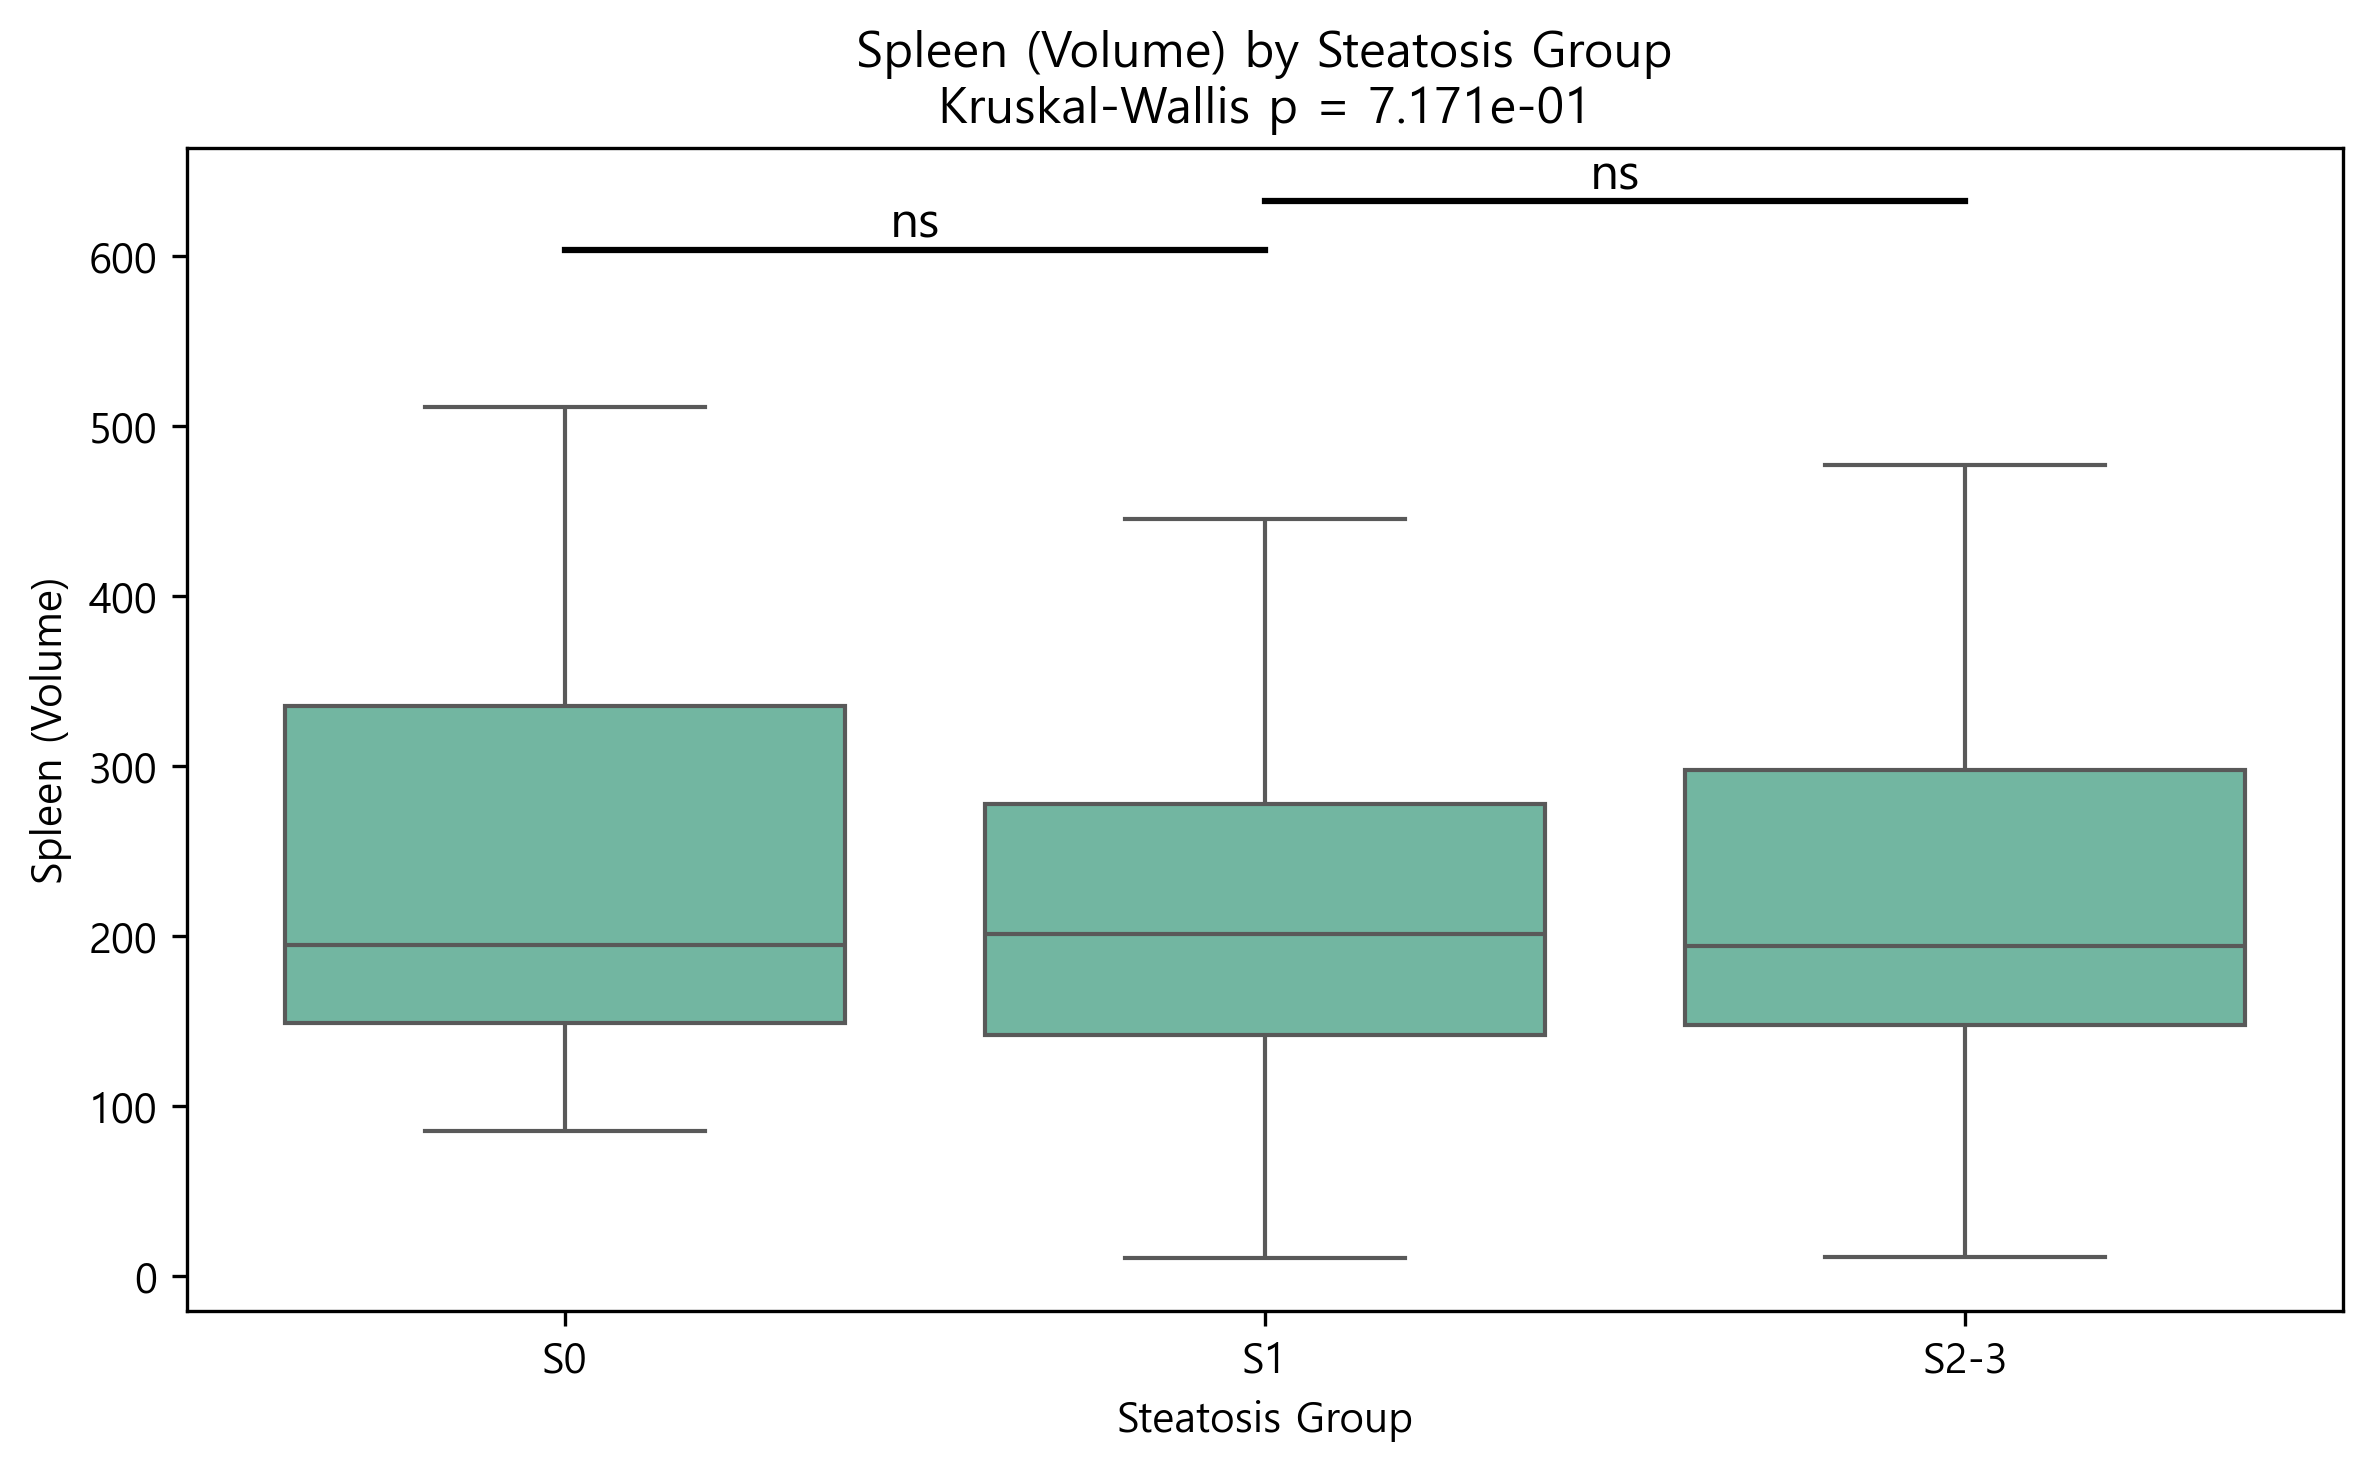 Spleen (Volume) by Steatosis Group
Kruskal-Wallis p = 7.171e-01
ns
ns
600
500
400
300
200
100
0
Spleen (Volume)
S0
S1
S2-3
Steatosis Group